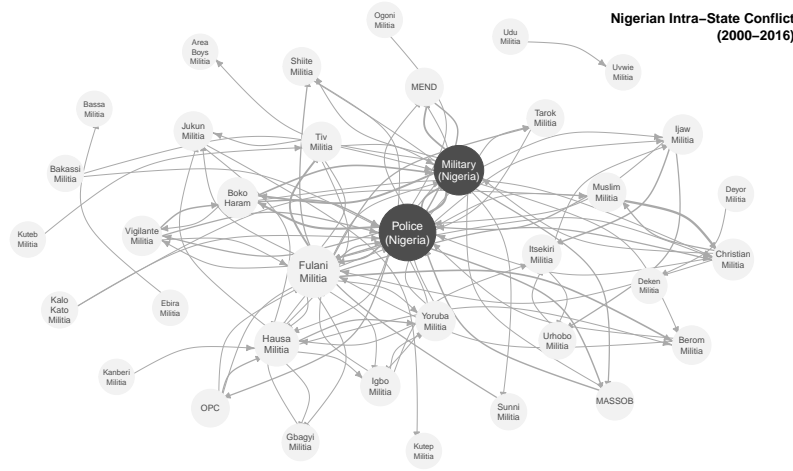 Nigerian Intra−State Conflict
(2000−2016)
Ogoni
Militia
Udu
Militia
Area
Boys
Militia
Shiite
Militia
Uvwie
Militia
MEND
Bassa
Militia
Jukun
Militia
Tiv
Militia
Tarok
Militia
Ijaw
Militia
Bakassi
Militia
Military
(Nigeria)
Boko
Haram
Muslim
Militia
Deyor
Militia
Kuteb
Militia
Vigilante
Militia
Police
(Nigeria)
Itsekiri
Militia
Christian
Militia
Fulani
Militia
Deken
Militia
Kalo
Kato
Militia
Ebira
Militia
Yoruba
Militia
Hausa
Militia
Urhobo
Militia
Berom
Militia
Kanberi
Militia
Igbo
Militia
OPC
Sunni
Militia
MASSOB
Gbagyi
Militia
Kutep
Militia